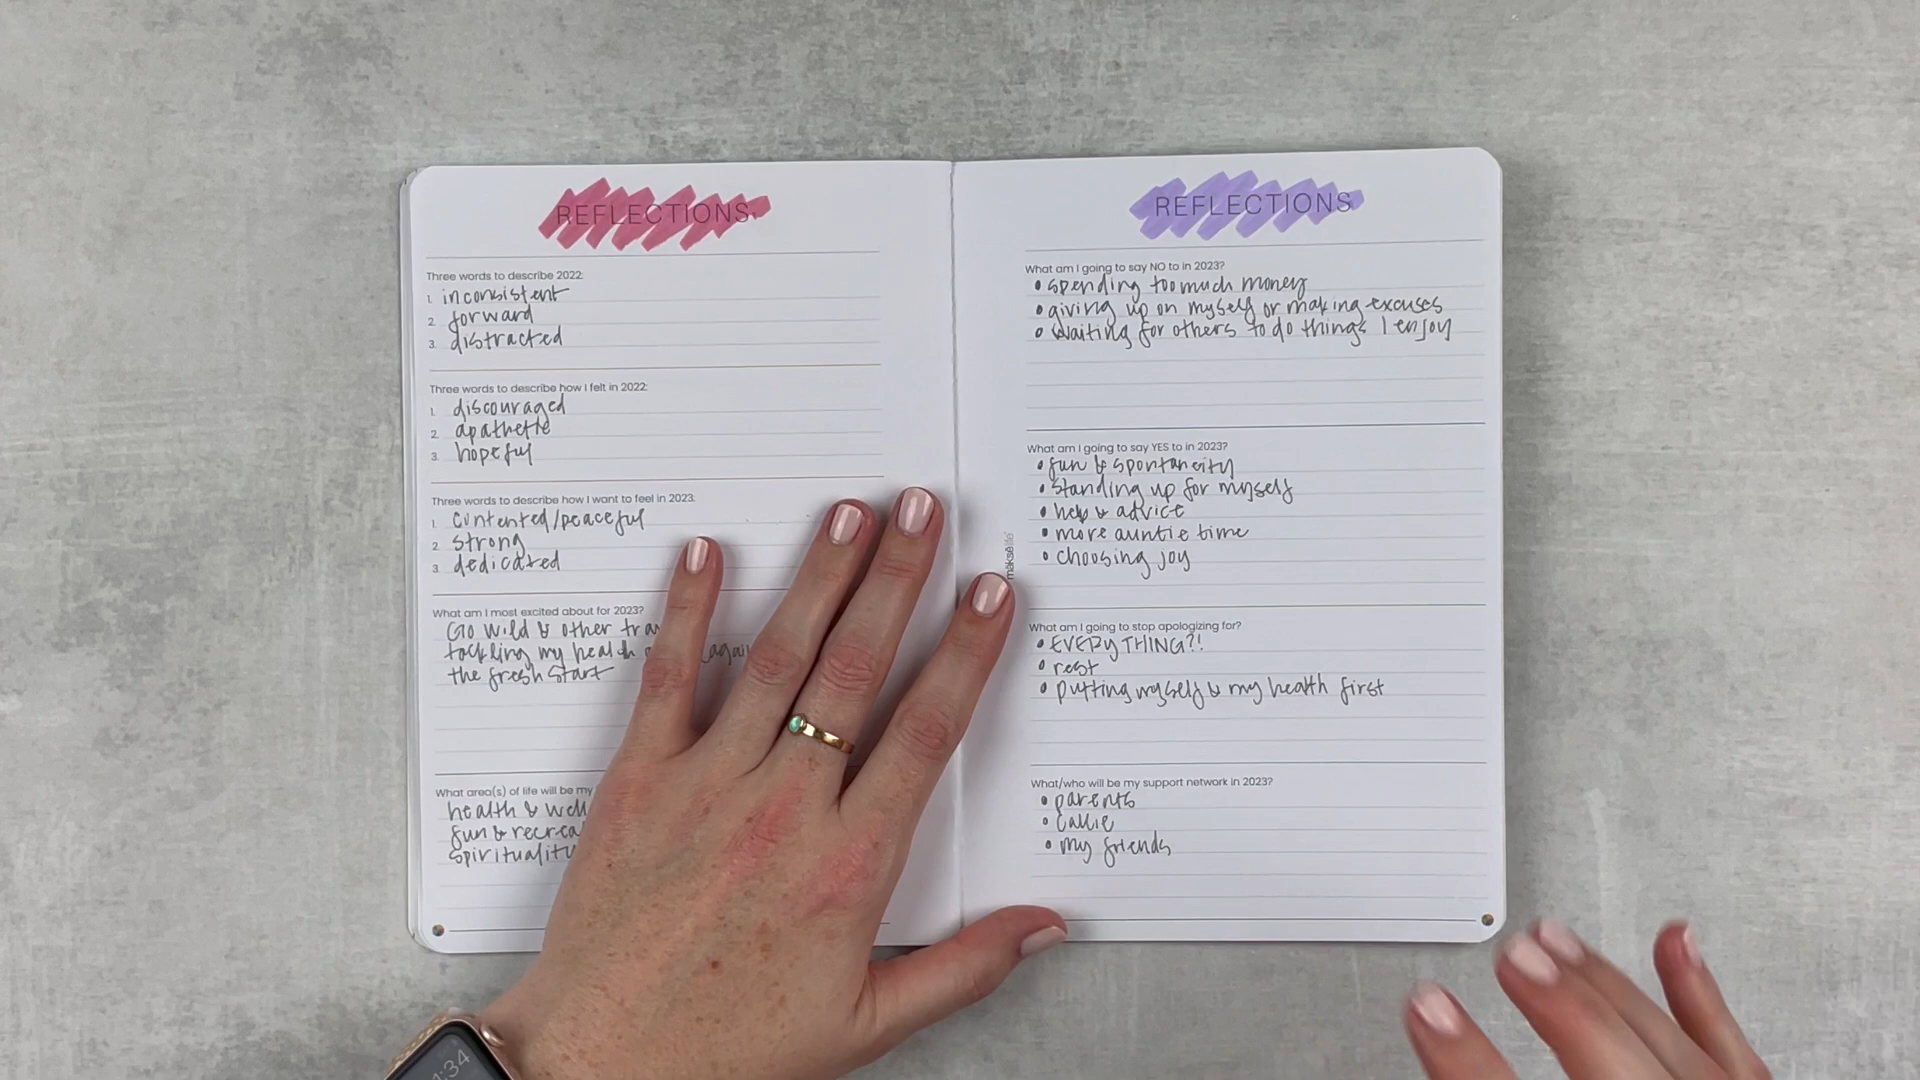 REFLECTIONS
Three words to describe 2022:
1. inconsistent
2. forward
3. distracted
Three words to describe how I felt in 2022:
1. discouraged
2. apathetic
3. hopeful
Three words to describe how I want to feel in 2023:
1. contented/peaceful
2. strong
3. dedicated
What am I most excited about for 2023?
Go wild & other
tackling my health (again
the fresh start
What area(s) of life will be my
health &
fun &
spirituality
REFLECTIONS
What am I going to say NO to in 2023?
• spending too much money
• giving up on myself or making excuses
• waiting for others to do things I enjoy
What am I going to say YES to in 2023?
• fun & spontaneity
• standing up for myself
• help & advice
• more auntie time
• choosing joy
What am I going to stop apologizing for?
• EVERYTHING?!
• rest
• putting myself & my health first
What/who will be my support network in 2023?
• parents
• Callie
• my friends
makselife
:34